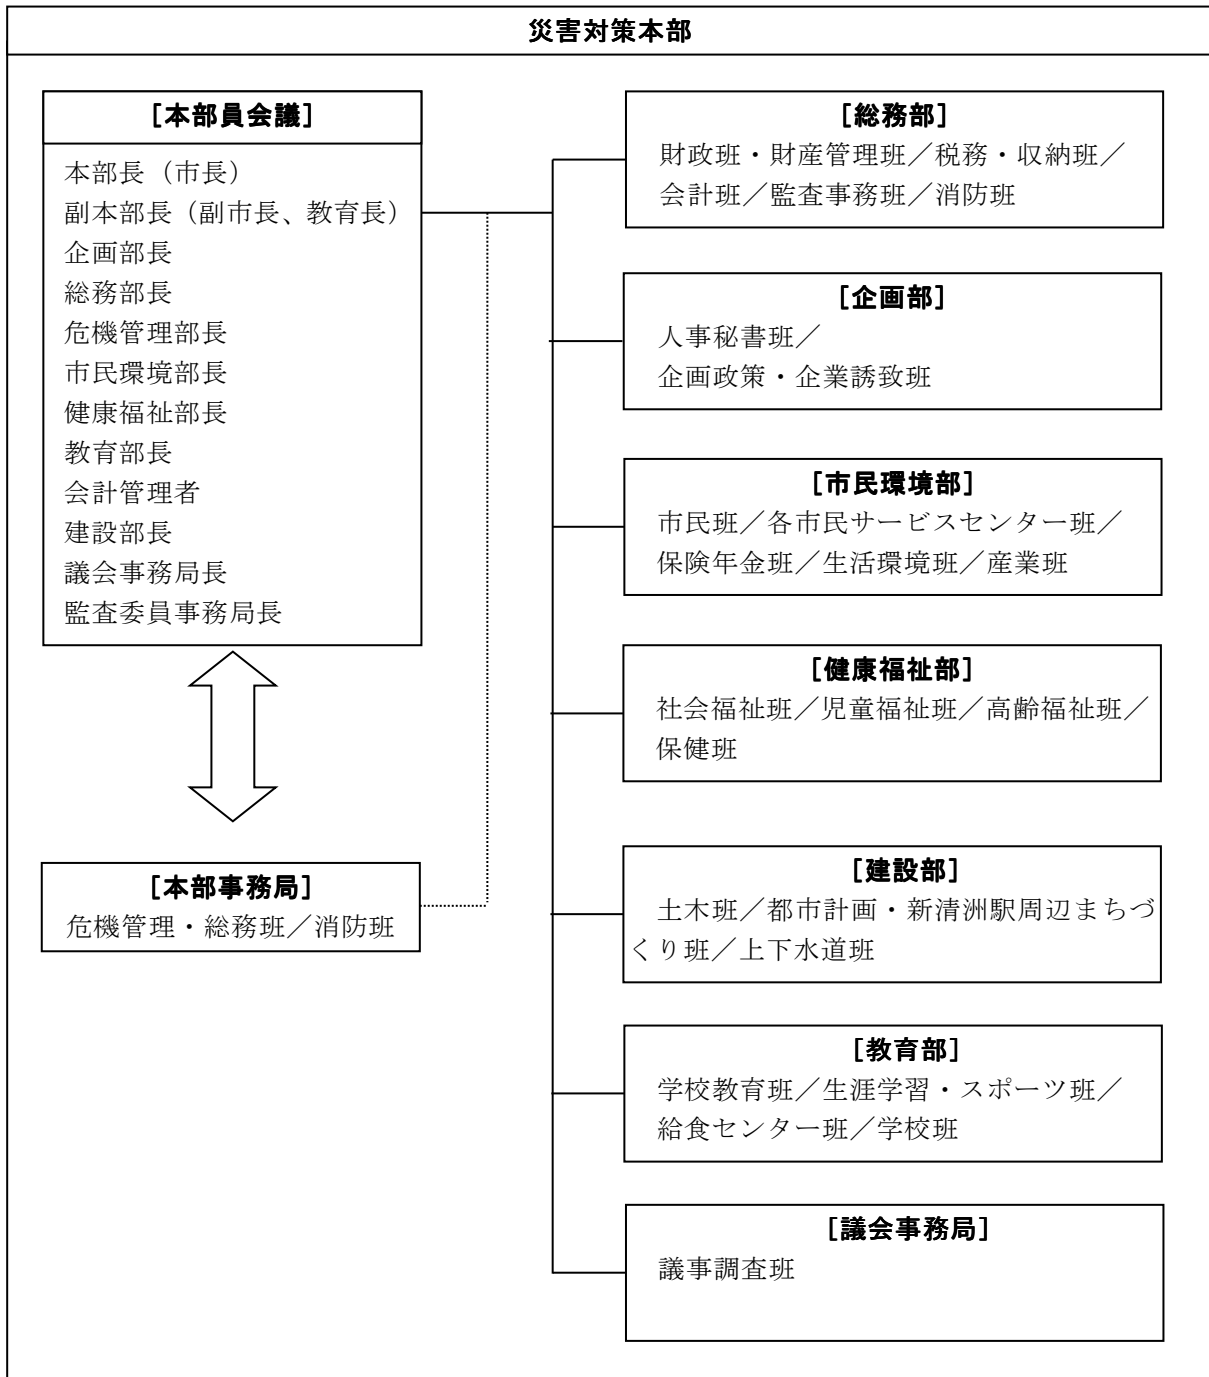 災害対策本部
［本部員会議］
本部長（市長）
副本部長（副市長、教育長）
企画部長
総務部長
危機管理部長
市民環境部長
健康福祉部長
教育部長
会計管理者
建設部長
議会事務局長
監査委員事務局長
［本部事務局］
危機管理・総務班／消防班
［総務部］
財政班・財産管理班／税務・収納班／
会計班／監査事務班／消防班
［企画部］
人事秘書班／
企画政策・企業誘致班
［市民環境部］
市民班／各市民サービスセンター班／
保険年金班／生活環境班／産業班
［健康福祉部］
社会福祉班／児童福祉班／高齢福祉班／
保健班
［建設部］
土木班／都市計画・新清洲駅周辺まちづ
くり班／上下水道班
［教育部］
学校教育班／生涯学習・スポーツ班／
給食センター班／学校班
［議会事務局］
議事調査班